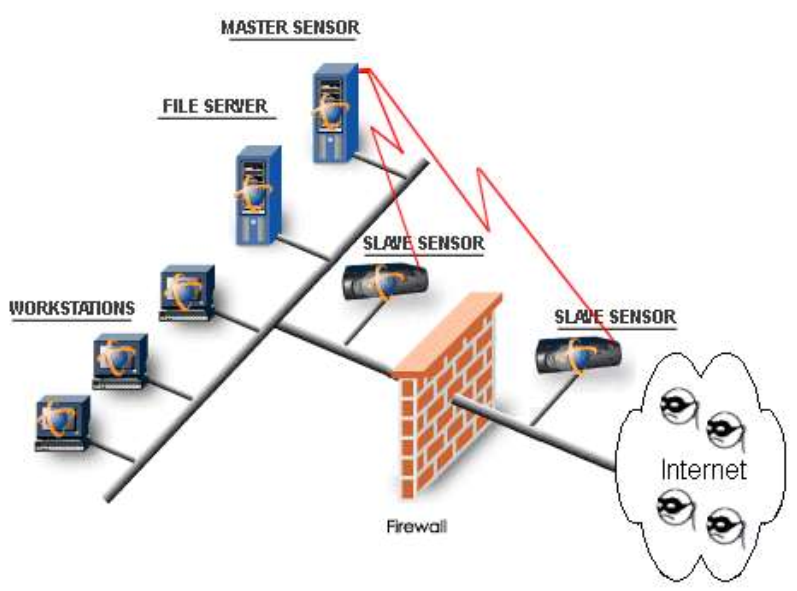 MASTER SENSOR
FILE SERVER
SLAVE SENSOR
WORKSTATIONS
SLAVE SENSOR
Internet
Firewall